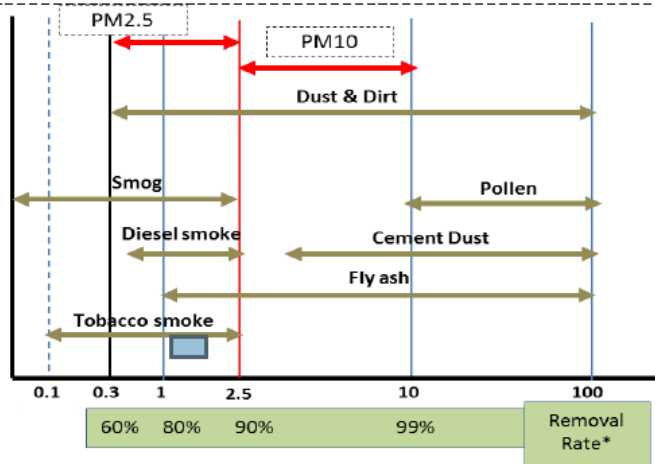 PM2.5
PM10
Dust & Dirt
Smog
Pollen
Diesel smoke
Cement Dust
Fly ash
Tobacco smoke
0.1 0.3 1 2.5 10 100
60% 80% 90% 99% Removal
Rate*